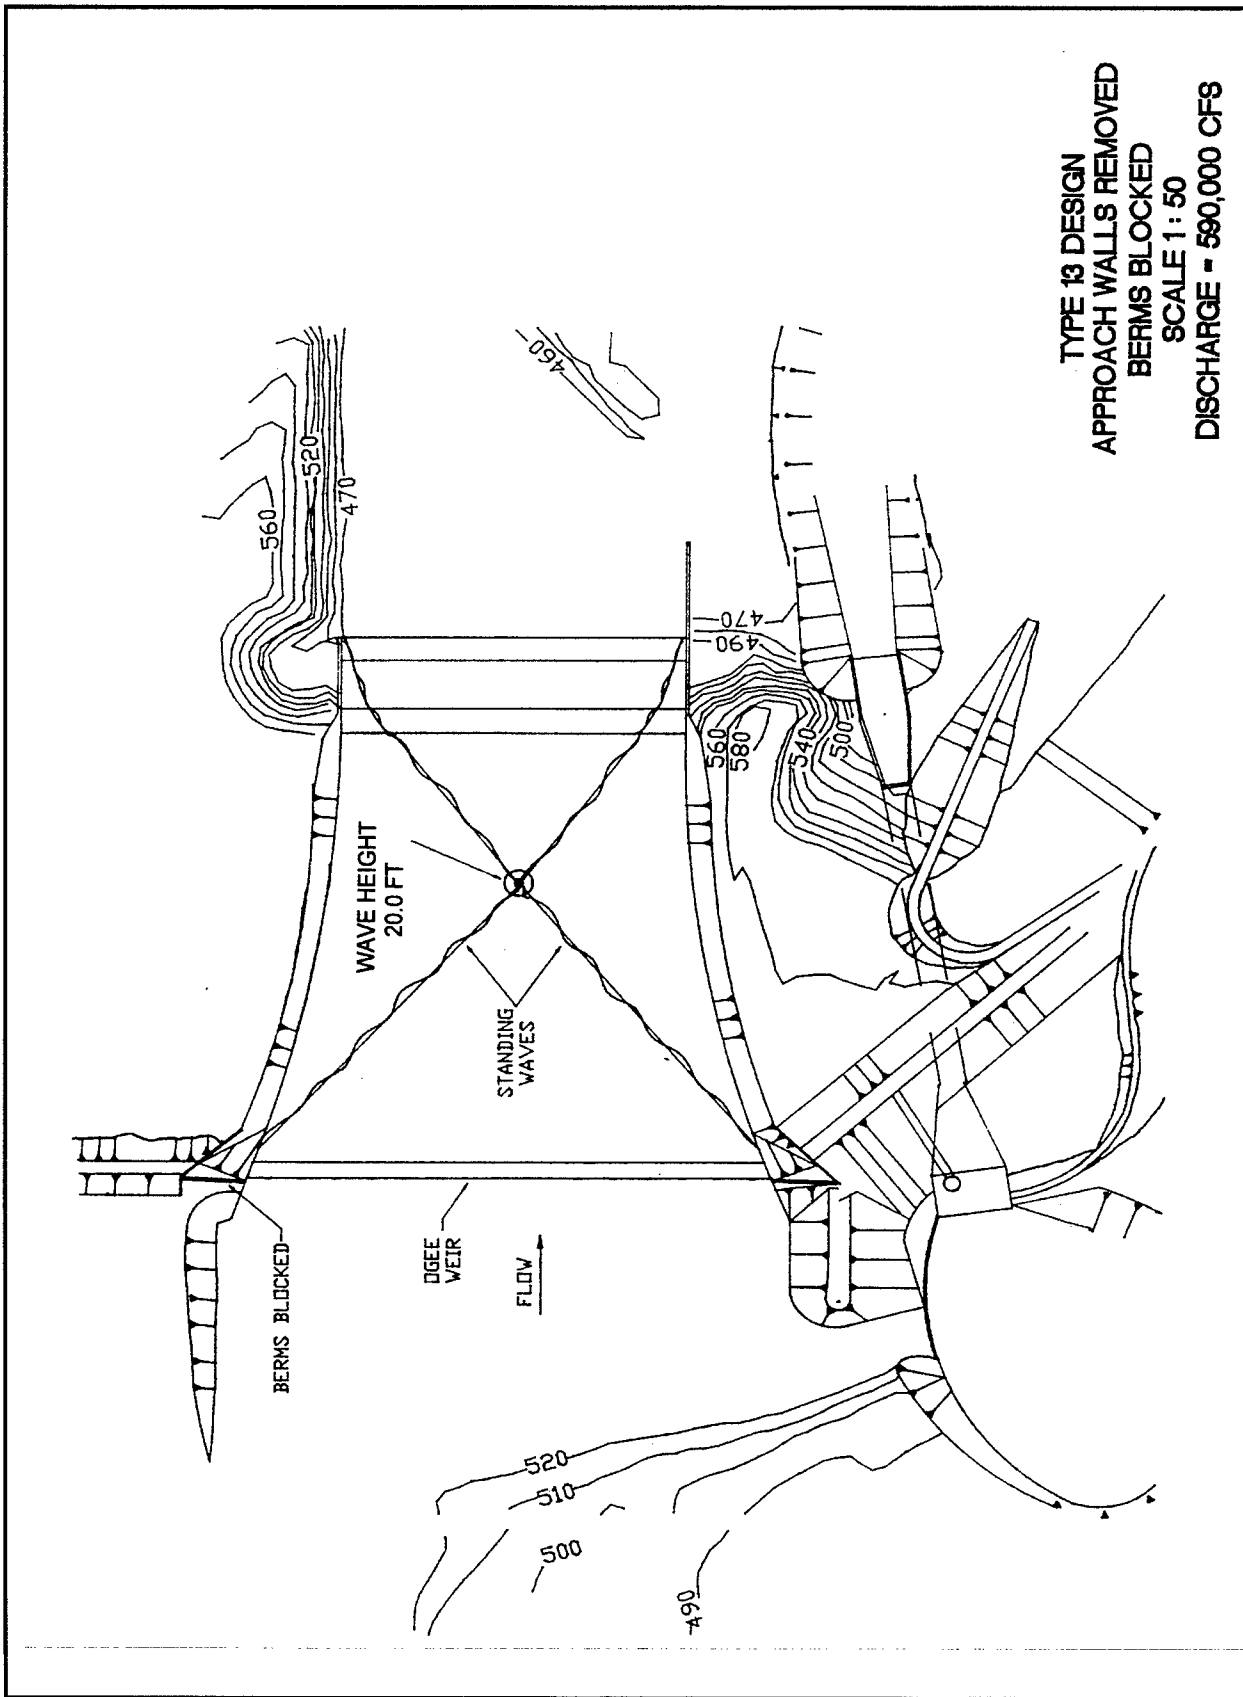 TYPE 13 DESIGN
APPROACH WALLS REMOVED
BERMS BLOCKED
SCALE 1 : 50
DISCHARGE = 590,000 CFS
560
520
470
460
WAVE HEIGHT
20.0 FT
STANDING
WAVES
OGEE
WEIR
FLOW
BERMS BLOCKED
470
490
560
580
540
500
520
510
500
490